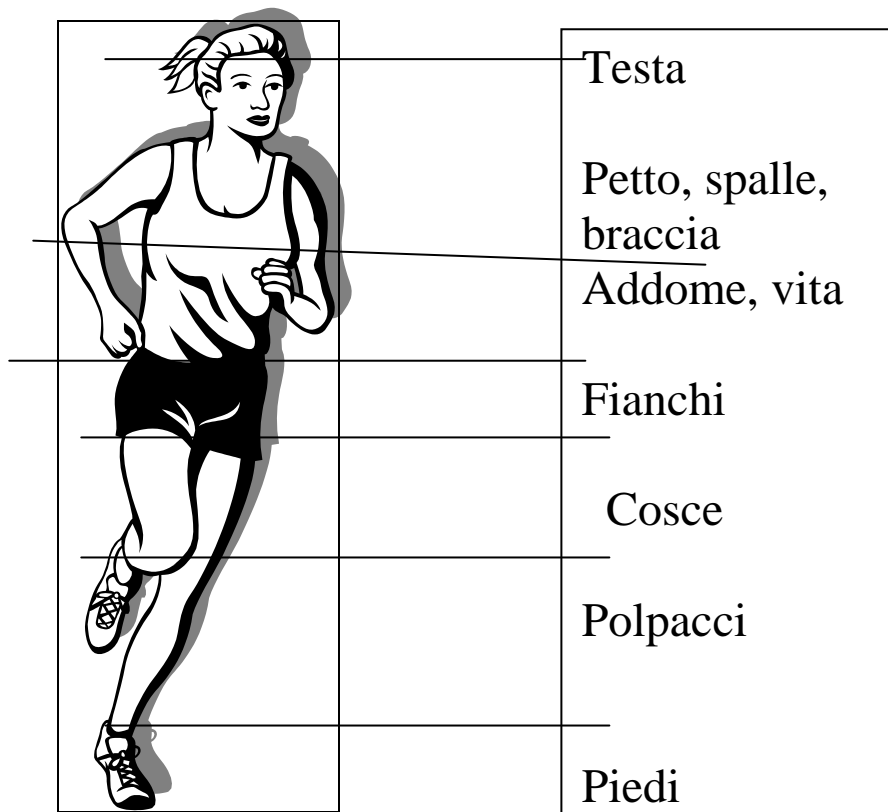 Testa
Petto, spalle,
braccia
Addome, vita
Fianchi
Cosce
Polpacci
Piedi